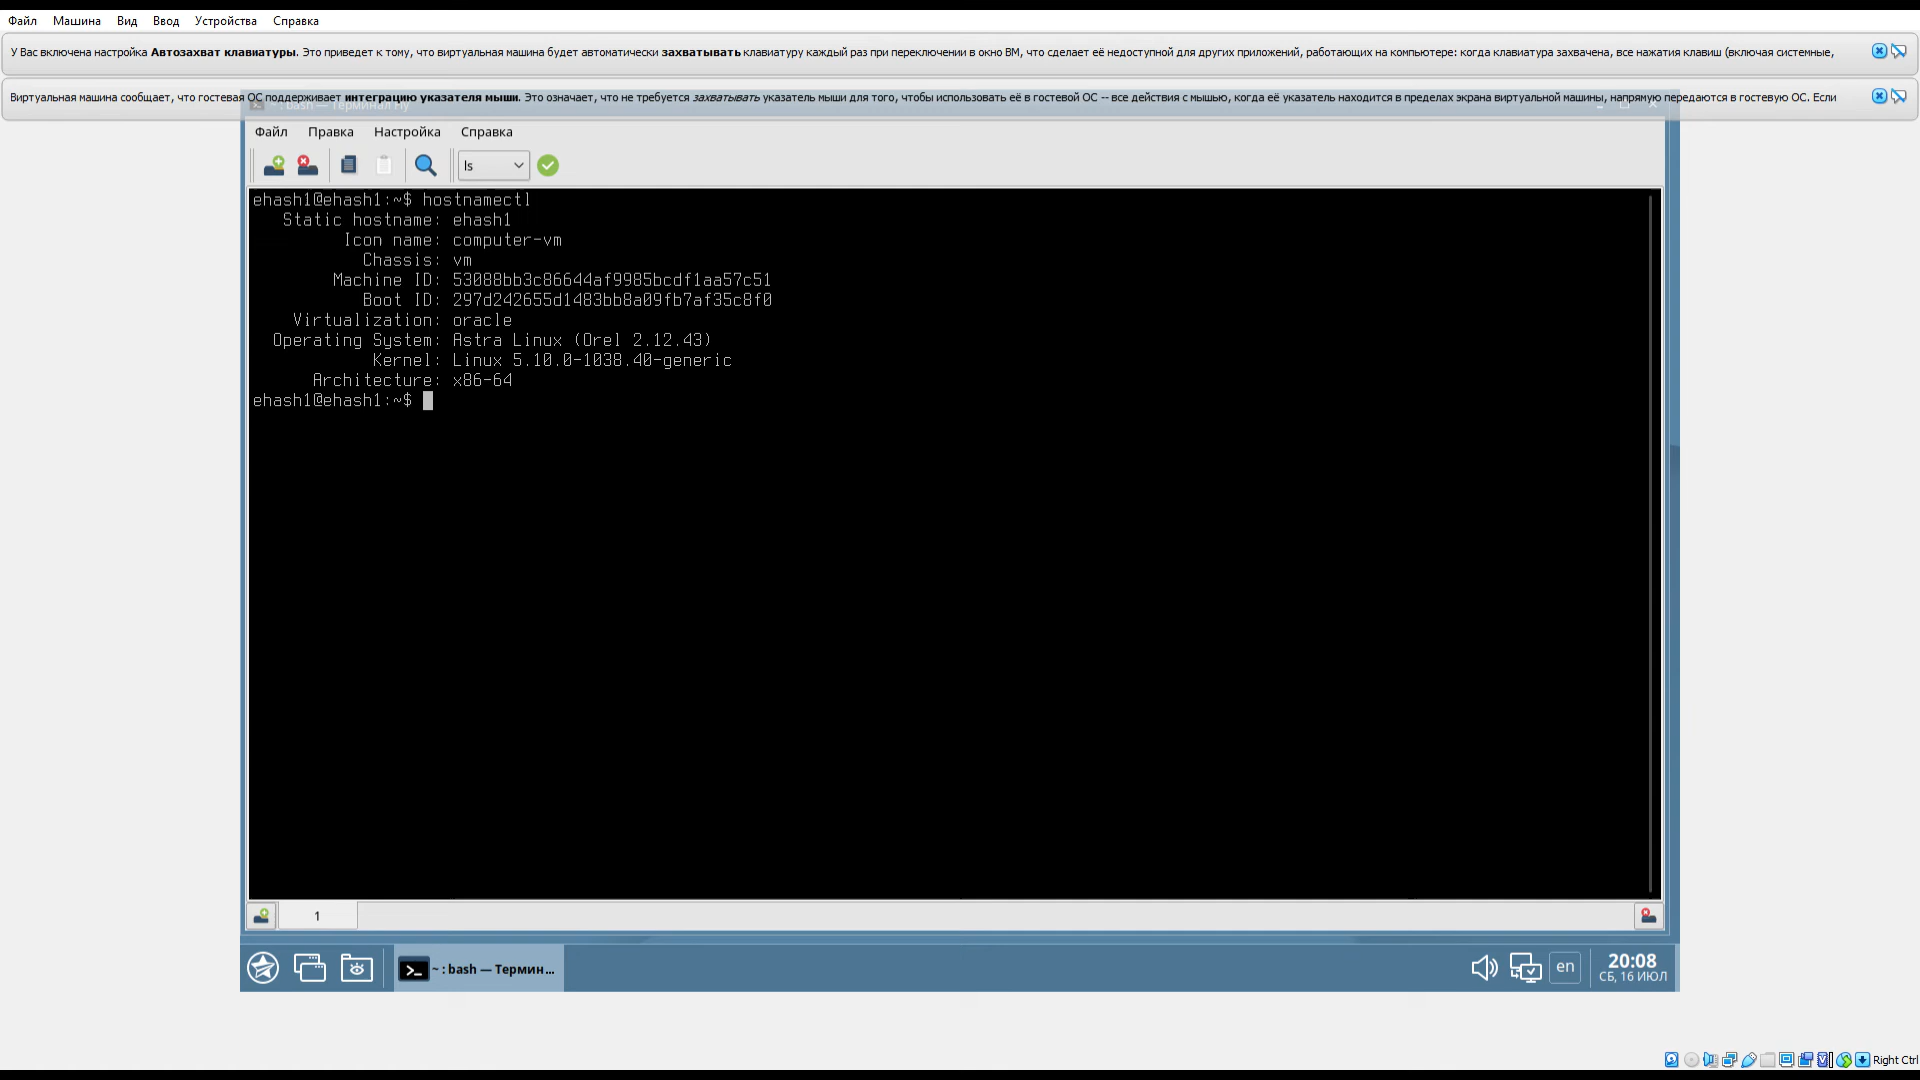 Файл Машина Вид Ввод Устройства Справка
У Вас включена настройка Автозахват клавиатуры. Это приведет к тому, что виртуальная машина будет автоматически захватывать клавиатуру каждый раз при переключении в окно ВМ, что сделает её недоступной для других приложений, работающих на компьютере: когда клавиатура захвачена, все нажатия клавиш (включая системные,
Виртуальная машина сообщает, что гостевая ОС поддерживает интеграцию указателя мыши. Это означает, что не требуется захватывать указатель мыши для того, чтобы использовать её в гостевой ОС -- все действия с мышью, когда её указатель находится в пределах экрана виртуальной машины, напрямую передаются в гостевую ОС. Если
Файл Правка Настройка Справка
ls
ehash1@ehash1:~$ hostnamectl
Static hostname: ehash1
Icon name: computer-vm
Chassis: vm
Machine ID: 53088bb3c86644af9985bcdf1aa57c51
Boot ID: 297d242655d1483bb8a09fb7af35c8f0
Virtualization: oracle
Operating System: Astra Linux (Orel 2.12.43)
Kernel: Linux 5.10.0-1038.40-generic
Architecture: x86-64
ehash1@ehash1:~$
1
~ : bash — Термин...
en
20:08
СБ, 16 ИЮЛ
Right Ctrl